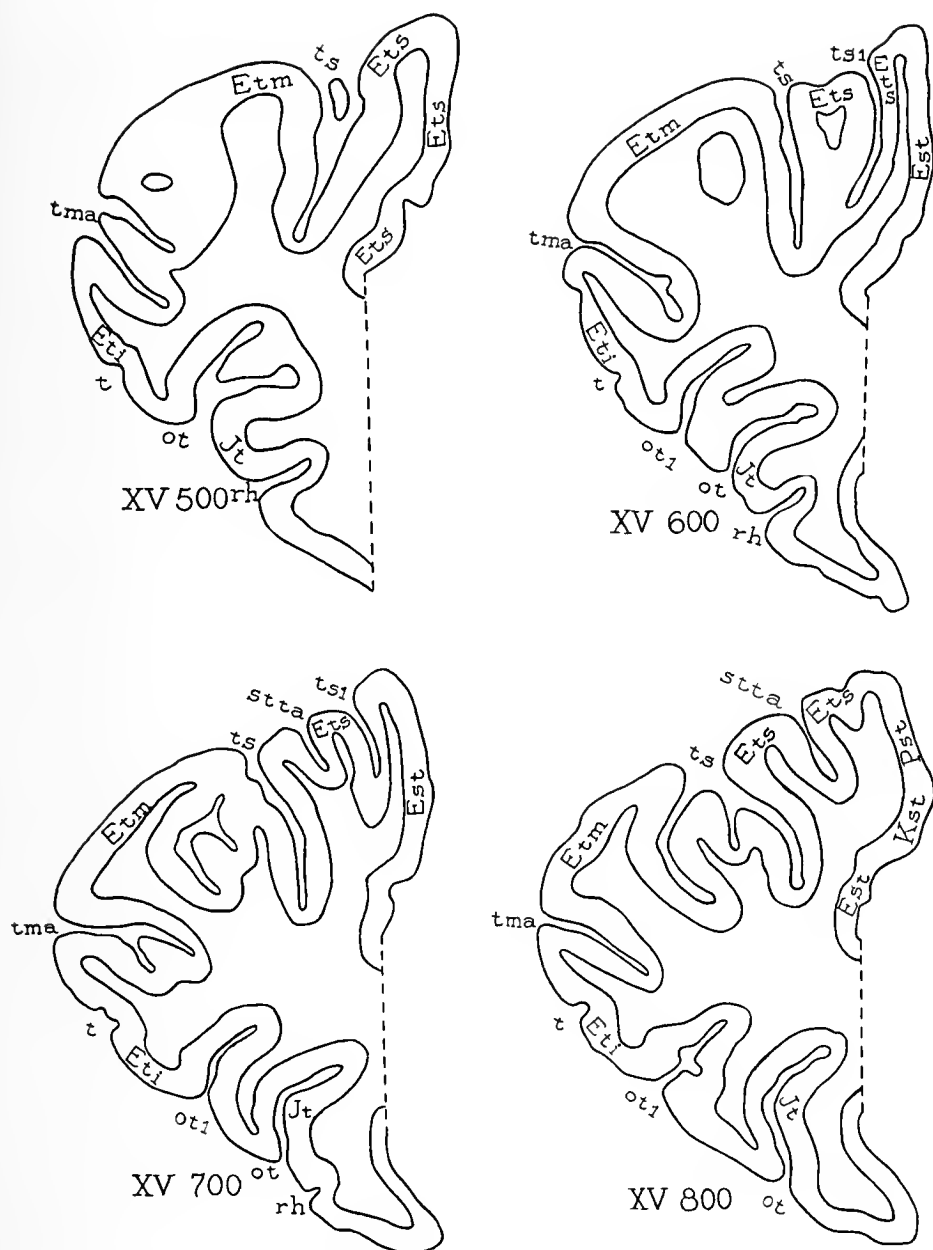 ts
Ets
Etm
Ets
tma
Ets
Eti
t
ot
Jt
XV 500
rh
ts
ts1
Ets
Ets
Etm
Est
tma
Eti
t
ot1
ot
Jt
XV 600
rh
ts1
stta
Ets
ts
Est
Etm
tma
t
Eti
ot1
Jt
ot
XV 700
rh
stta
Ets
ts
Ets
Pst
Etm
Kst
Est
tma
t
Eti
ot1
Jt
XV 800
ot